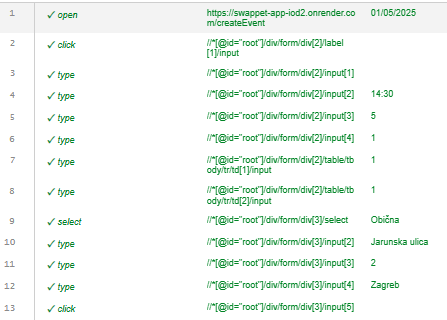 1 ✓ open https://swappet-app-iod2.onrender.co 01/05/2025
m/createEvent
2 ✓ click //*[@id="root"]/div/form/div[2]/label
[1]/input
3 ✓ type //*[@id="root"]/div/form/div[2]/input[1]
4 ✓ type //*[@id="root"]/div/form/div[2]/input[2] 14:30
5 ✓ type //*[@id="root"]/div/form/div[2]/input[3] 5
6 ✓ type //*[@id="root"]/div/form/div[2]/input[4] 1
7 ✓ type //*[@id="root"]/div/form/div[2]/table/tb 1
ody/tr/td[1]/input
8 ✓ type //*[@id="root"]/div/form/div[2]/table/tb 1
ody/tr/td[2]/input
9 ✓ select //*[@id="root"]/div/form/div[3]/select Obična
10 ✓ type //*[@id="root"]/div/form/div[3]/input[2] Jarunska ulica
11 ✓ type //*[@id="root"]/div/form/div[3]/input[3] 2
12 ✓ type //*[@id="root"]/div/form/div[3]/input[4] Zagreb
13 ✓ click //*[@id="root"]/div/form/div[3]/input[5]